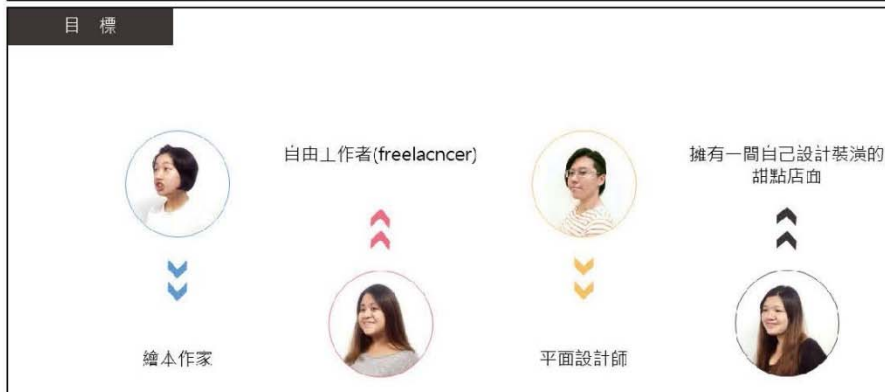 目 標
自由工作者(freelacncer)
擁有一間自己設計裝潢的
甜點店面
繪本作家
平面設計師